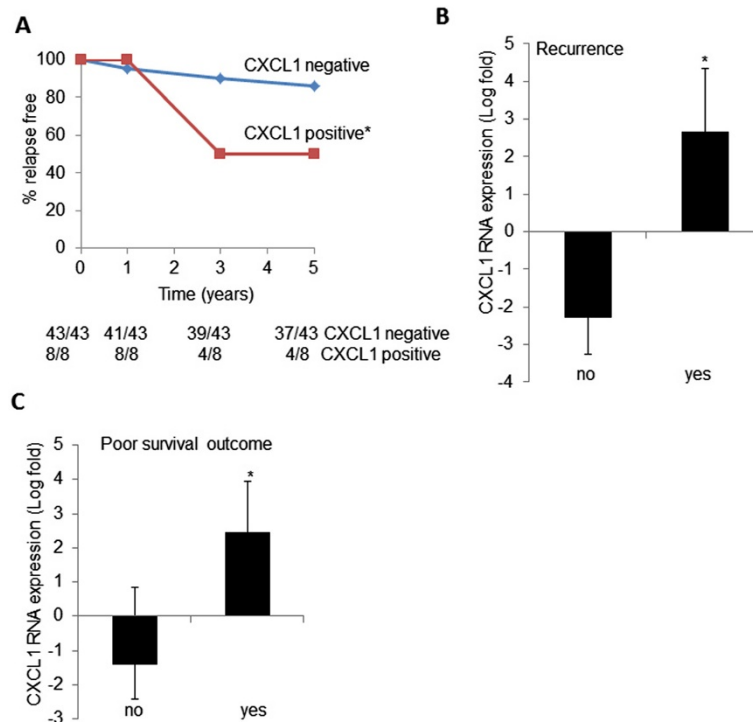 A
% relapse free
100
80
60
40
20
0
CXCL1 negative
CXCL1 positive*
0 1 2 3 4 5
Time (years)
43/43 41/43 39/43 37/43 CXCL1 negative
8/8 8/8 4/8 4/8 CXCL1 positive
B
CXCL1 RNA expression (Log fold)
Recurrence
5
4
3
2
1
0
-1
-2
-3
-4
*
no yes
C
CXCL1 RNA expression (Log fold)
Poor survival outcome
5
4
3
2
1
0
-1
-2
-3
*
no yes